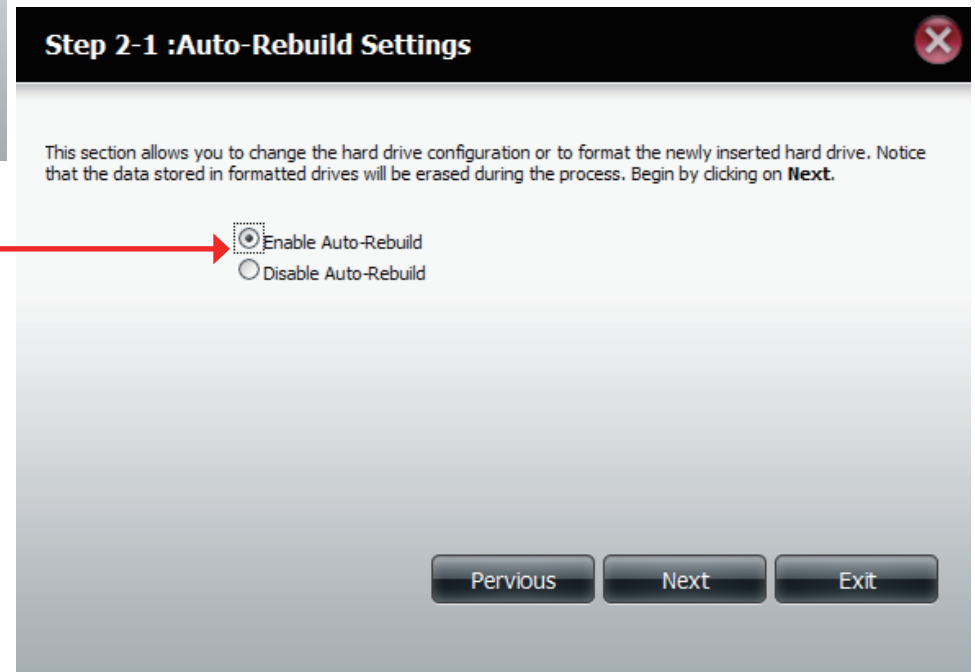 Step 2-1 :Auto-Rebuild Settings
This section allows you to change the hard drive configuration or to format the newly inserted hard drive. Notice
that the data stored in formatted drives will be erased during the process. Begin by clicking on Next.
Enable Auto-Rebuild
Disable Auto-Rebuild
Pervious Next Exit